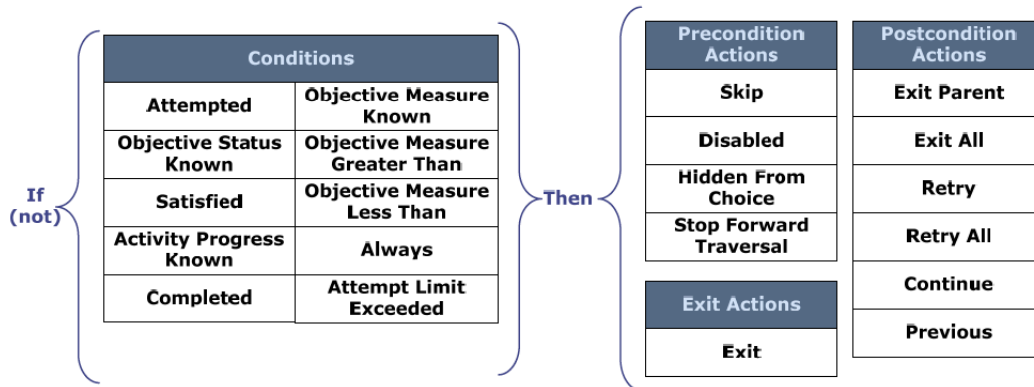 If
(not)
Conditions
Attempted
Objective Measure
Known
Objective Status
Known
Objective Measure
Greater Than
Satisfied
Objective Measure
Less Than
Activity Progress
Known
Always
Completed
Attempt Limit
Exceeded
Then
Precondition
Actions
Skip
Disabled
Hidden From
Choice
Stop Forward
Traversal
Exit Actions
Exit
Postcondition
Actions
Exit Parent
Exit All
Retry
Retry All
Continue
Previous